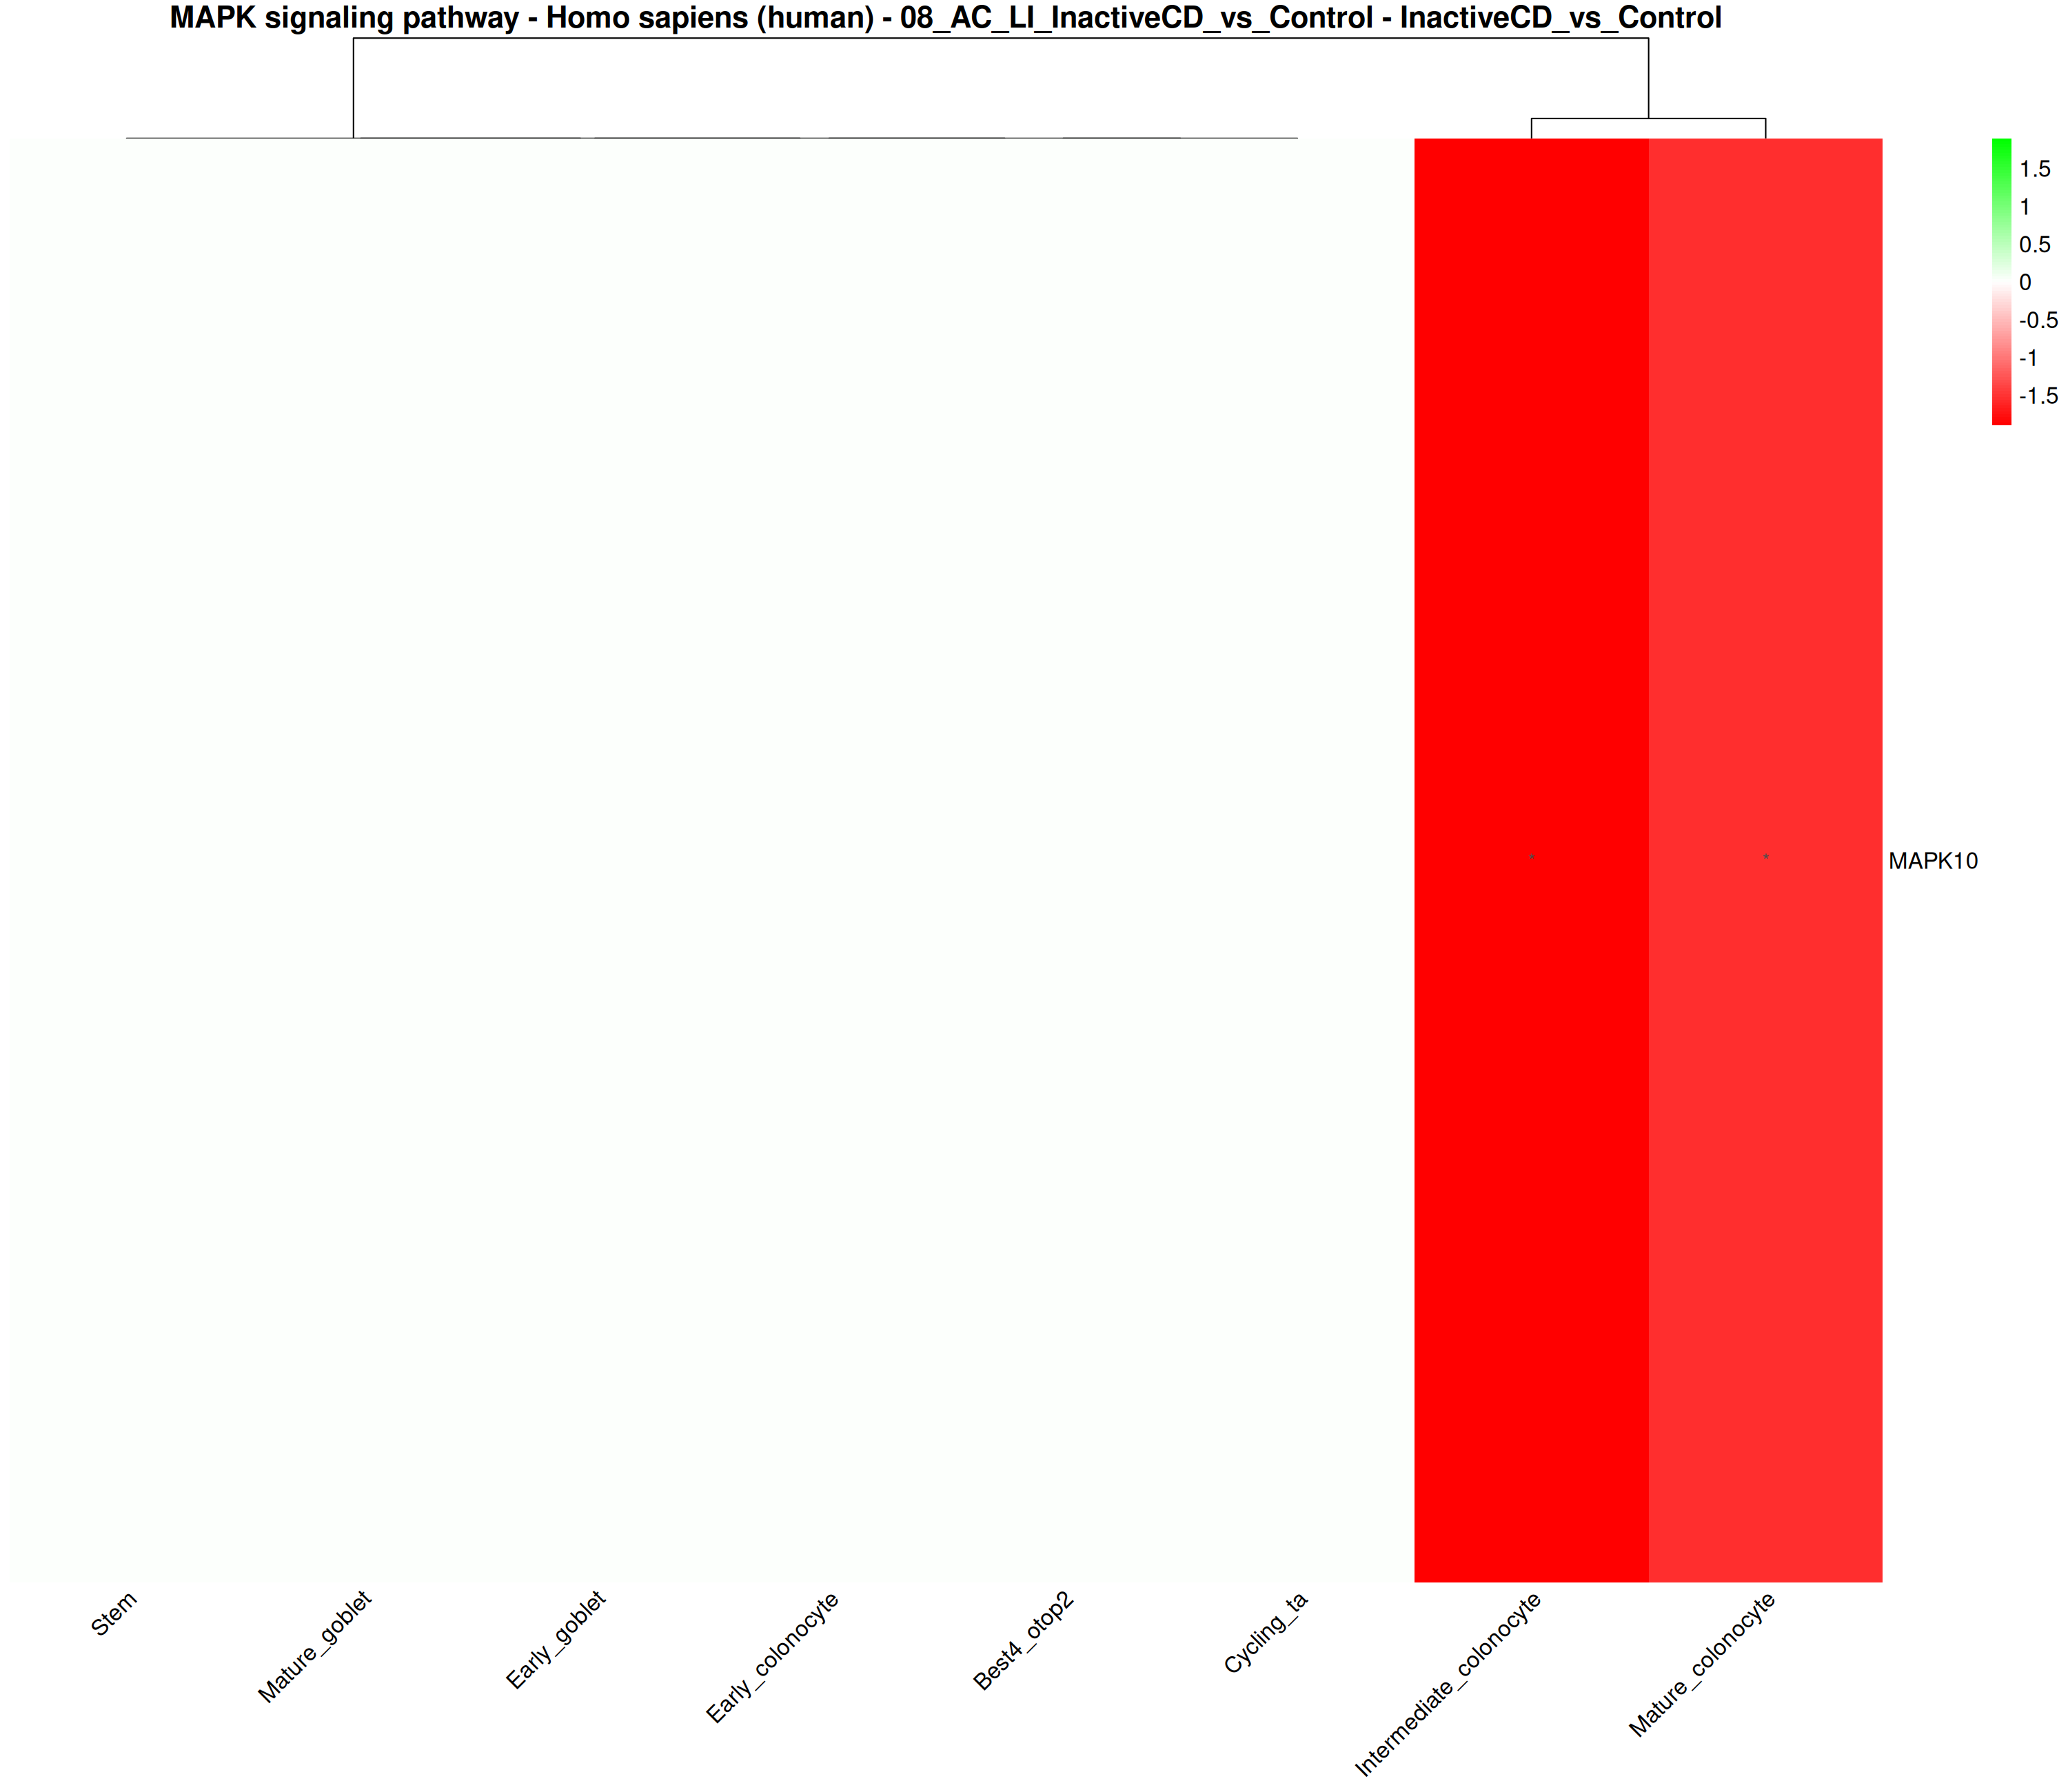 MAPK signaling pathway - Homo sapiens (human) - 08_AC_LI_InactiveCD_vs_Control - InactiveCD_vs_Control
1.5
1
0.5
0
-0.5
-1
-1.5
* *
MAPK10
Stem
Mature_goblet
Early_goblet
Early_colonocyte
Best4_otop2
Cycling_ta
Intermediate_colonocyte
Mature_colonocyte